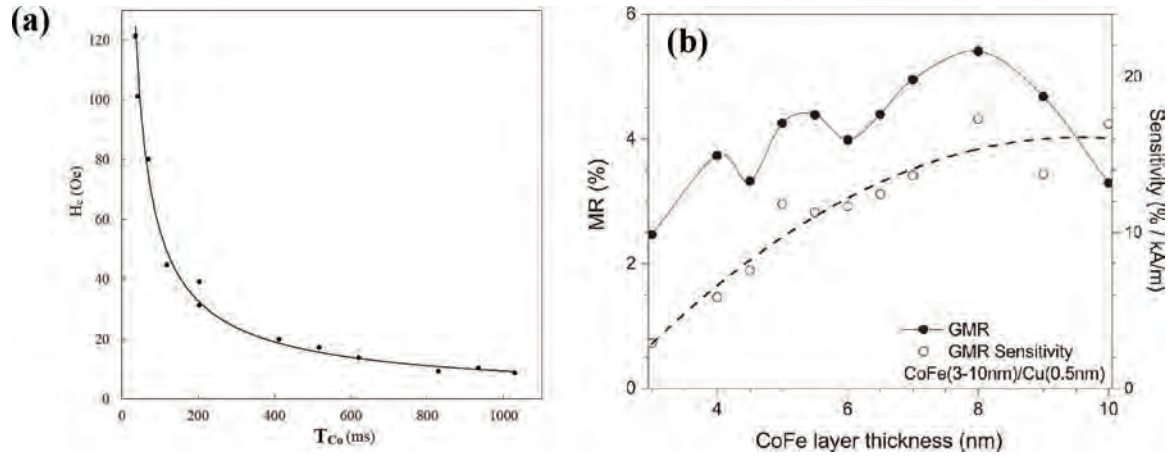 (a)
120
100
80
60
40
20
0
H_c (Oe)
0 200 400 600 800 1000
T_Co (ms)
(b)
6%
4
2
0
MR (%)
20
10
0
Sensitivity (% / kA/m)
GMR
GMR Sensitivity
CoFe(3-10nm)/Cu(0.5nm)
4 6 8 10
CoFe layer thickness (nm)